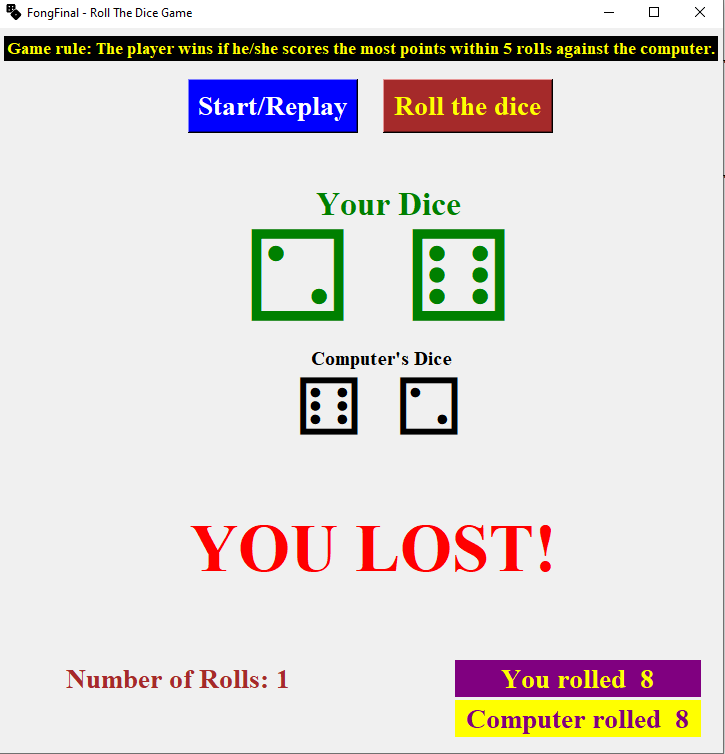 FongFinal - Roll The Dice Game
Game rule: The player wins if he/she scores the most points within 5 rolls against the computer.
Start/Replay
Roll the dice
Your Dice
Computer's Dice
YOU LOST!
Number of Rolls: 1
You rolled 8
Computer rolled 8